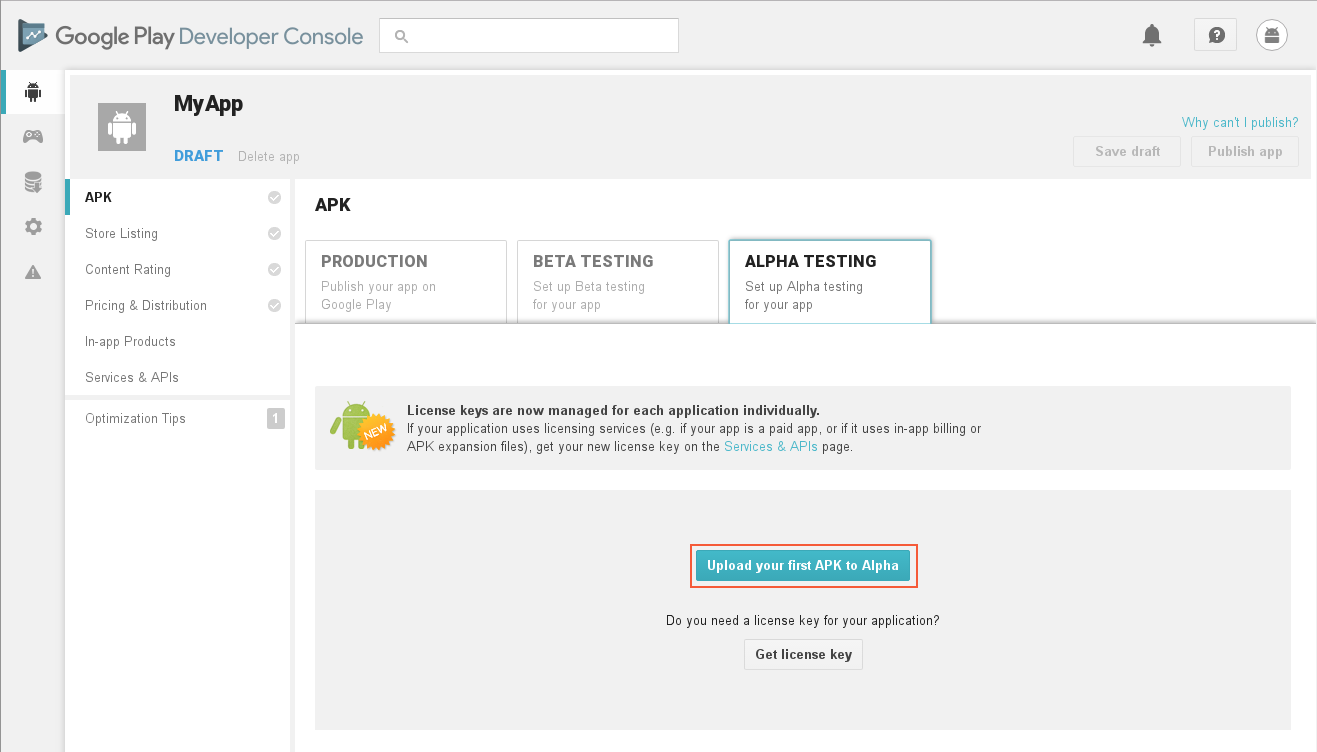 Google Play Developer Console
MyApp
DRAFT Delete app
Why can't I publish?
Save draft Publish app
APK
Store Listing
Content Rating
Pricing & Distribution
In-app Products
Services & APIs
Optimization Tips 1
APK
PRODUCTION
Publish your app on
Google Play
BETA TESTING
Set up Beta testing
for your app
ALPHA TESTING
Set up Alpha testing
for your app
NEW
License keys are now managed for each application individually.
If your application uses licensing services (e.g. if your app is a paid app, or if it uses in-app billing or
APK expansion files), get your new license key on the Services & APIs page.
Upload your first APK to Alpha
Do you need a license key for your application?
Get license key